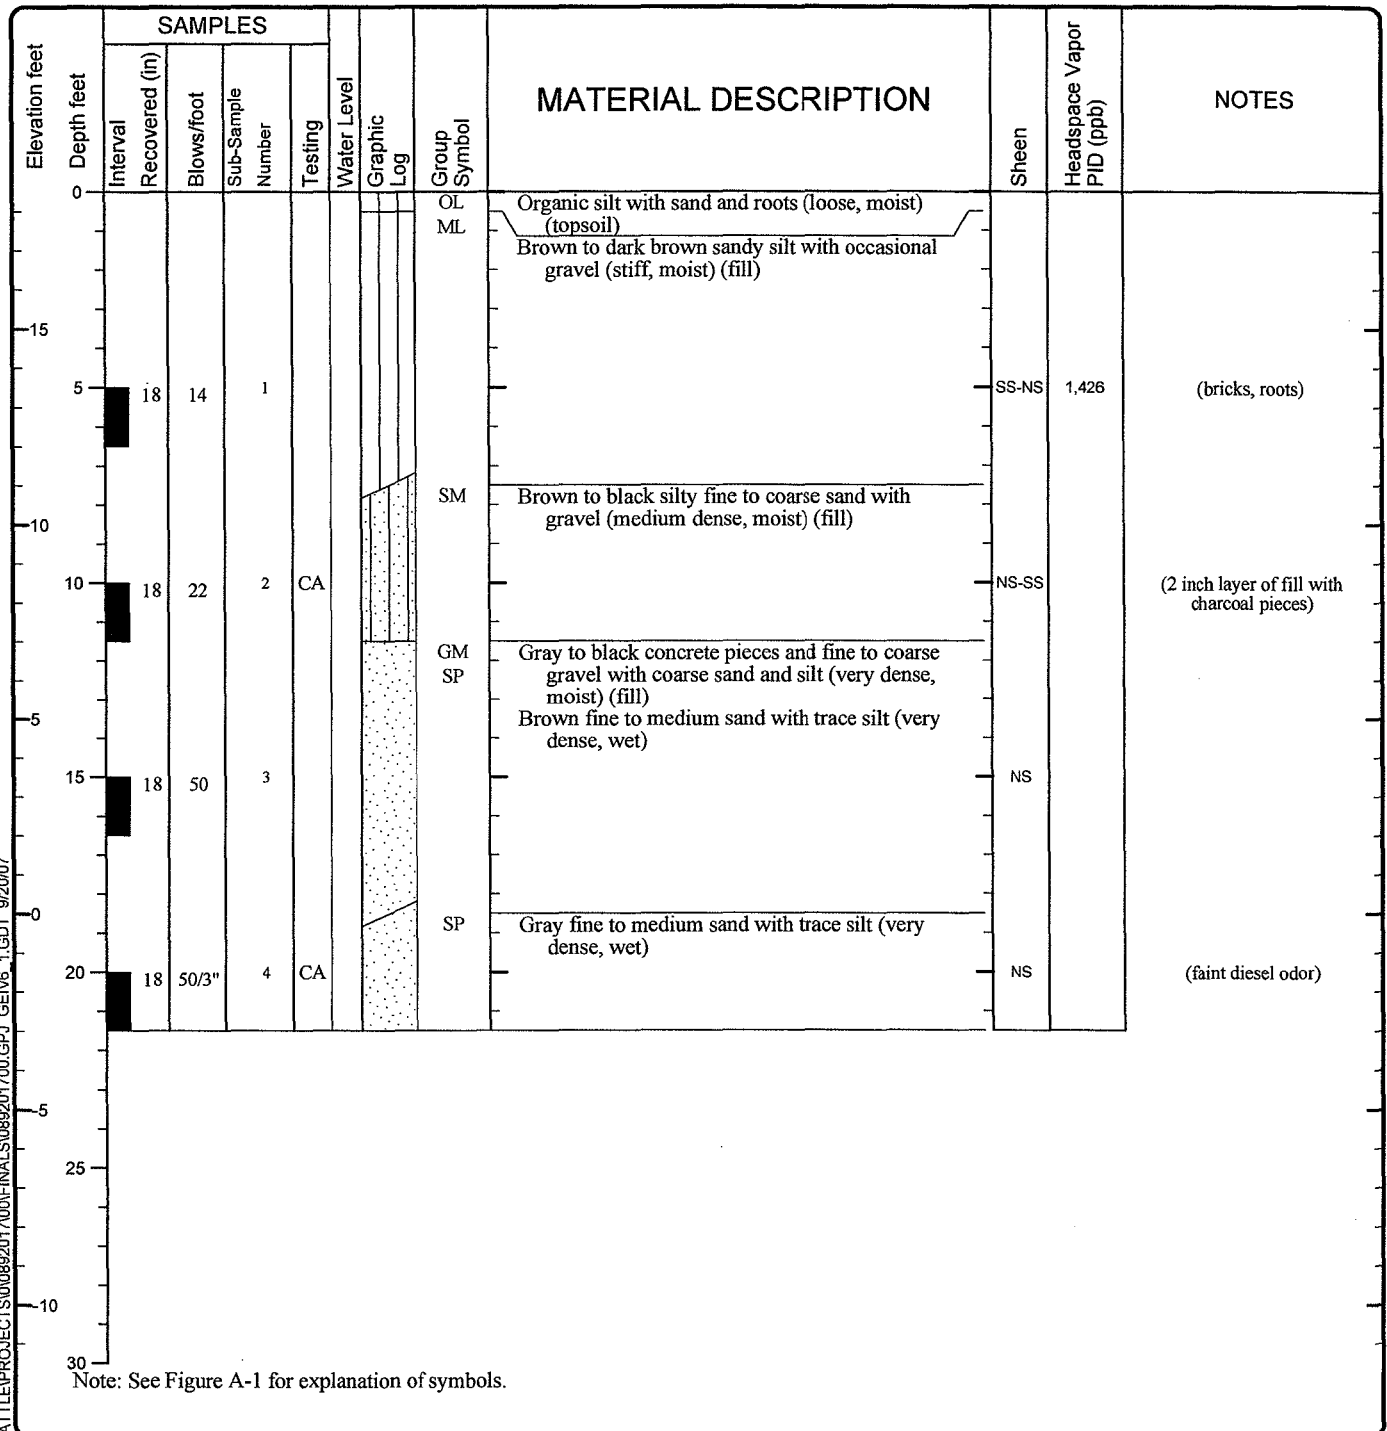 SAMPLES
Elevation feet
Depth feet
Interval
Recovered (in)
Blows/foot
Sub-Sample
Number
Testing
Water Level
Graphic
Log
Group
Symbol
MATERIAL DESCRIPTION
Sheen
Headspace Vapor
PID (ppb)
NOTES
0
OL
Organic silt with sand and roots (loose, moist)
(topsoil)
ML
Brown to dark brown sandy silt with occasional
gravel (stiff, moist) (fill)
15
5
18
14
1
SS-NS
1,426
(bricks, roots)
SM
Brown to black silty fine to coarse sand with
gravel (medium dense, moist) (fill)
10
10
18
22
2
CA
NS-SS
(2 inch layer of fill with
charcoal pieces)
GM
Gray to black concrete pieces and fine to coarse
gravel with coarse sand and silt (very dense,
moist) (fill)
SP
Brown fine to medium sand with trace silt (very
dense, wet)
5
15
18
50
3
NS
0
SP
Gray fine to medium sand with trace silt (very
dense, wet)
20
18
50/3"
4
CA
NS
(faint diesel odor)
-5
25
-10
30
Note: See Figure A-1 for explanation of symbols.